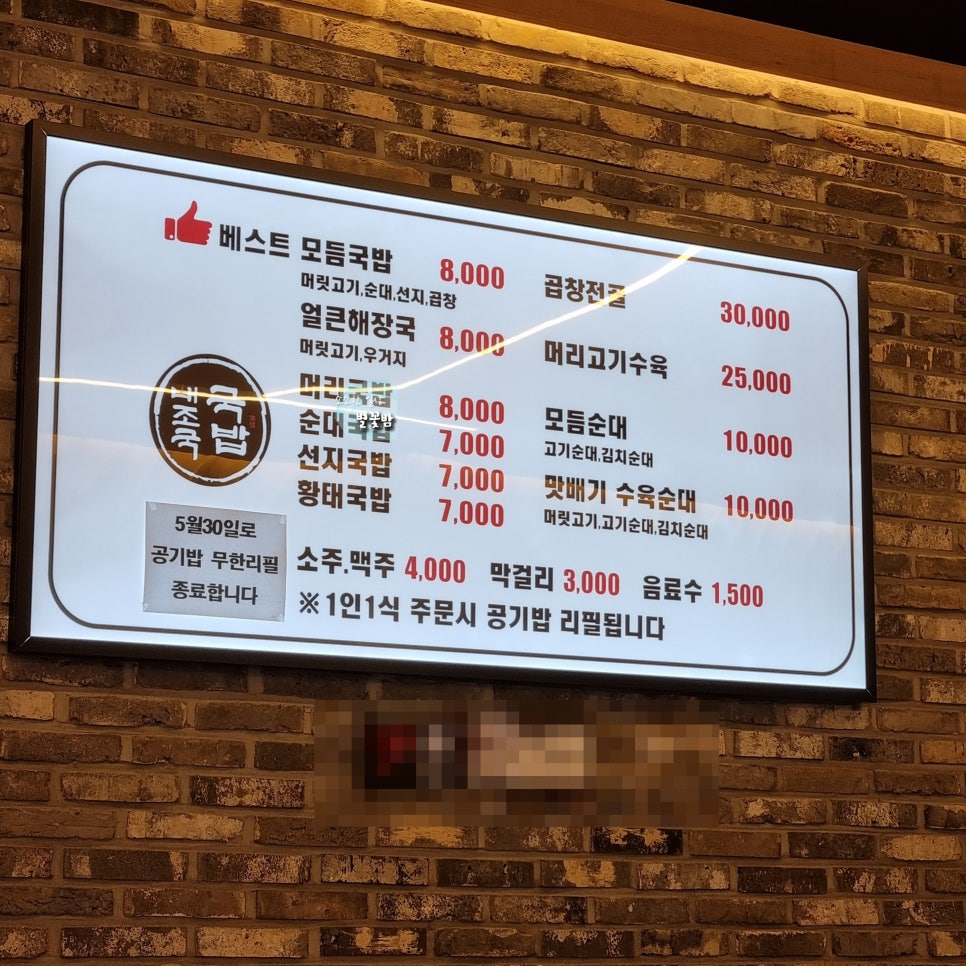 베스트 모듬국밥 8,000
머릿고기.순대.선지.곱창
얼큰해장국 8,000
머릿고기.우거지
머리국밥 8,000
순대국밥 7,000
선지국밥 7,000
황태국밥 7,000
곱창전골 30,000
머리고기수육 25,000
모듬순대 10,000
고기순대.김치순대
맛배기 수육순대 10,000
머릿고기.고기순대.김치순대
소주.맥주 4,000 막걸리 3,000 음료수 1,500
※1인1식 주문시 공기밥 리필됩니다
내조국
국밥
5월30일로
공기밥 무한리필
종료합니다
별꽃밤